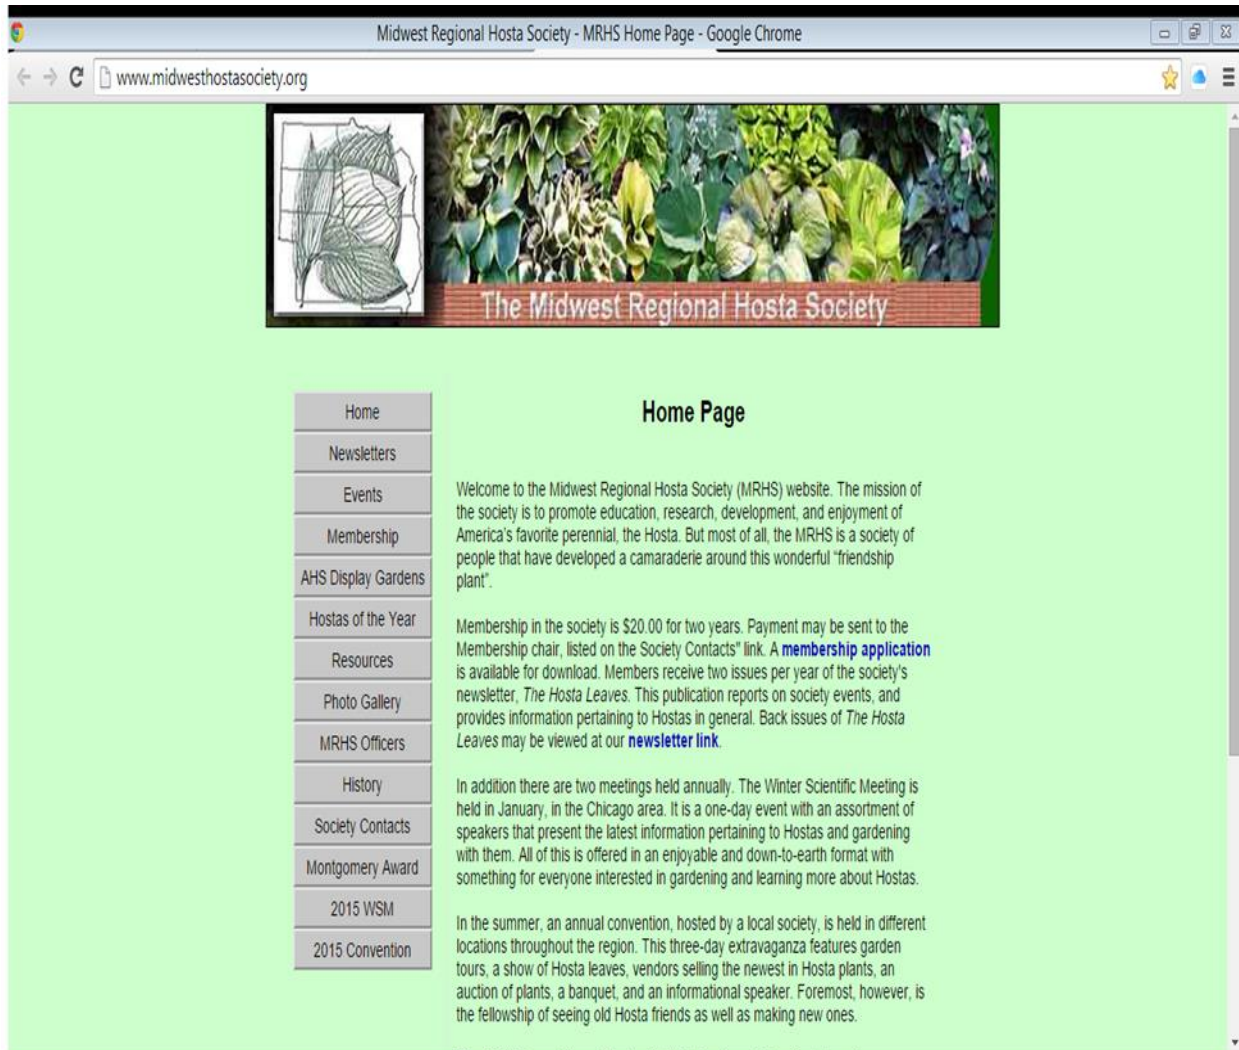 Midwest Regional Hosta Society - MRHS Home Page - Google Chrome
www.midwesthostasociety.org
The Midwest Regional Hosta Society
Home
Newsletters
Events
Membership
AHS Display Gardens
Hostas of the Year
Resources
Photo Gallery
MRHS Officers
History
Society Contacts
Montgomery Award
2015 WSM
2015 Convention
Home Page
Welcome to the Midwest Regional Hosta Society (MRHS) website. The mission of
the society is to promote education, research, development, and enjoyment of
America's favorite perennial, the Hosta. But most of all, the MRHS is a society of
people that have developed a camaraderie around this wonderful “friendship
plant”.
Membership in the society is $20.00 for two years. Payment may be sent to the
Membership chair, listed on the Society Contacts" link. A membership application
is available for download. Members receive two issues per year of the society's
newsletter, The Hosta Leaves. This publication reports on society events, and
provides information pertaining to Hostas in general. Back issues of The Hosta
Leaves may be viewed at our newsletter link.
In addition there are two meetings held annually. The Winter Scientific Meeting is
held in January, in the Chicago area. It is a one-day event with an assortment of
speakers that present the latest information pertaining to Hostas and gardening
with them. All of this is offered in an enjoyable and down-to-earth format with
something for everyone interested in gardening and learning more about Hostas.
In the summer, an annual convention, hosted by a local society, is held in different
locations throughout the region. This three-day extravaganza features garden
tours, a show of Hosta leaves, vendors selling the newest in Hosta plants, an
auction of plants, a banquet, and an informational speaker. Foremost, however, is
the fellowship of seeing old Hosta friends as well as making new ones.